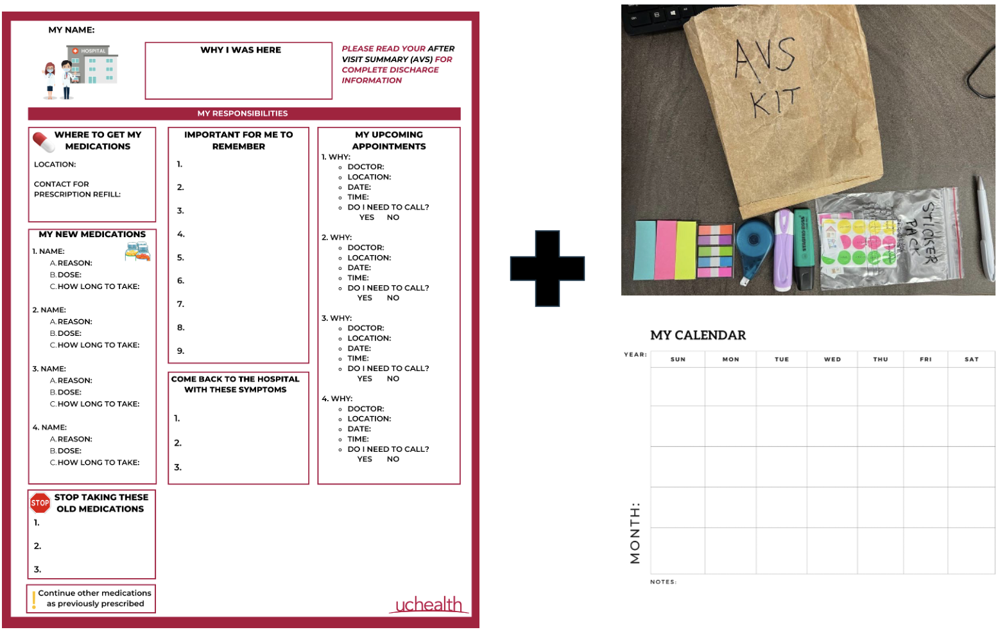 MY NAME:
HOSPITAL
WHY I WAS HERE
PLEASE READ YOUR AFTER
VISIT SUMMARY (AVS) FOR
COMPLETE DISCHARGE
INFORMATION
MY RESPONSIBILITIES
WHERE TO GET MY
MEDICATIONS
LOCATION:
CONTACT FOR
PRESCRIPTION REFILL:
MY NEW MEDICATIONS
1. NAME:
A. REASON:
B. DOSE:
C. HOW LONG TO TAKE:
2. NAME:
A. REASON:
B. DOSE:
C. HOW LONG TO TAKE:
3. NAME:
A. REASON:
B. DOSE:
C. HOW LONG TO TAKE:
4. NAME:
A. REASON:
B. DOSE:
C. HOW LONG TO TAKE:
STOP
STOP TAKING THESE
OLD MEDICATIONS
1.
2.
3.
! Continue other medications
as previously prescribed
IMPORTANT FOR ME TO
REMEMBER
1.
2.
3.
4.
5.
6.
7.
8.
9.
COME BACK TO THE HOSPITAL
WITH THESE SYMPTOMS
1.
2.
3.
MY UPCOMING
APPOINTMENTS
1. WHY:
DOCTOR:
LOCATION:
DATE:
TIME:
DO I NEED TO CALL?
YES NO
2. WHY:
DOCTOR:
LOCATION:
DATE:
TIME:
DO I NEED TO CALL?
YES NO
3. WHY:
DOCTOR:
LOCATION:
DATE:
TIME:
DO I NEED TO CALL?
YES NO
4. WHY:
DOCTOR:
LOCATION:
DATE:
TIME:
DO I NEED TO CALL?
YES NO
uchealth
AVS
KIT
STABILO BOSS
STICKER
PACK
MY CALENDAR
YEAR:
SUN MON TUE WED THU FRI SAT
MONTH:
NOTES: